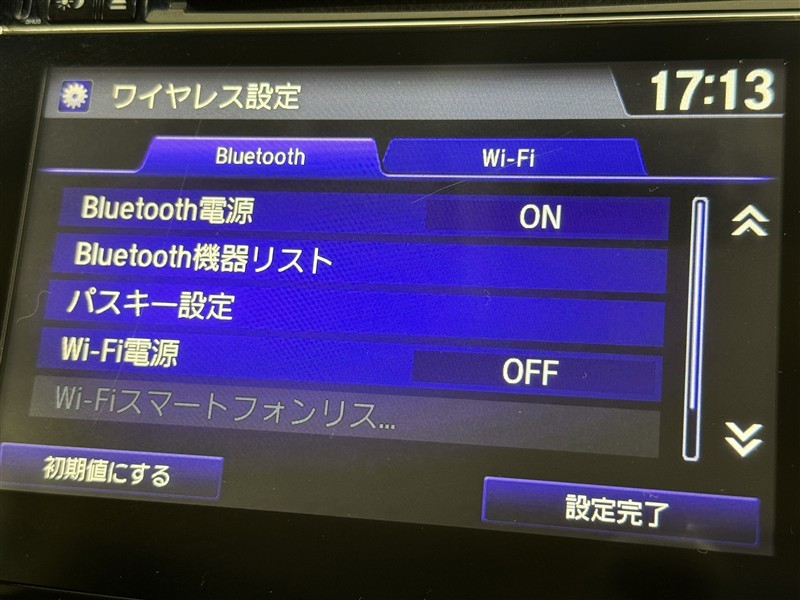 ワイヤレス設定
17:13
Bluetooth
Wi-Fi
Bluetooth電源
ON
Bluetooth機器リスト
パスキー設定
Wi-Fi電源
OFF
Wi-Fiスマートフォンリス...
初期値にする
設定完了